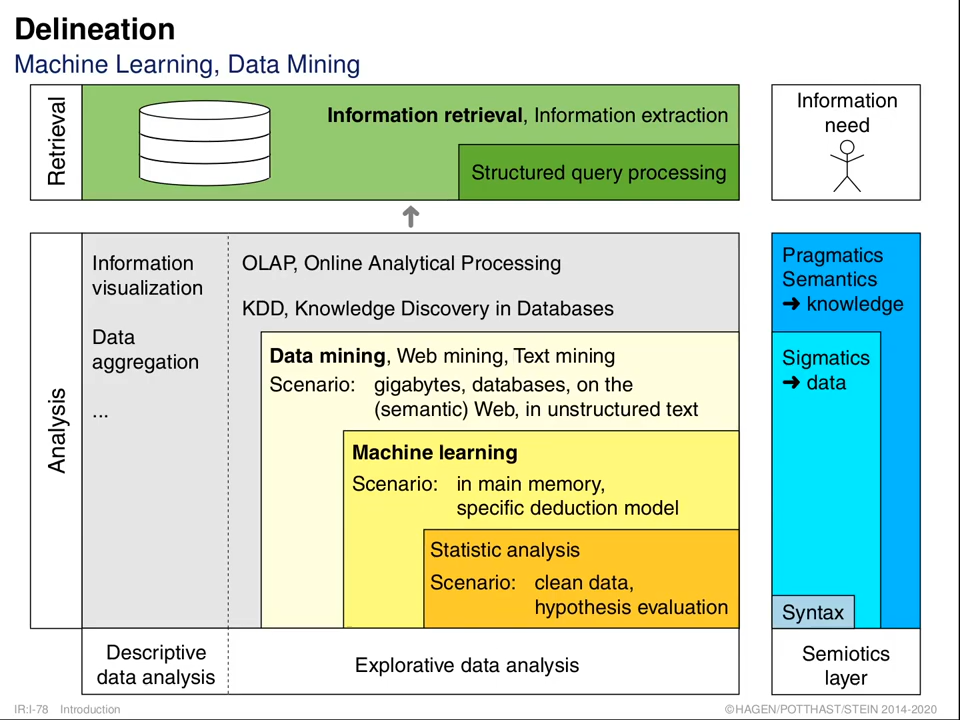 Delineation
Machine Learning, Data Mining
Retrieval
Information retrieval, Information extraction
Structured query processing
Information
need
Analysis
Information
visualization
Data
aggregation
...
OLAP, Online Analytical Processing
KDD, Knowledge Discovery in Databases
Data mining, Web mining, Text mining
Scenario: gigabytes, databases, on the
(semantic) Web, in unstructured text
Machine learning
Scenario: in main memory,
specific deduction model
Statistic analysis
Scenario: clean data,
hypothesis evaluation
Pragmatics
Semantics
➜ knowledge
Sigmatics
➜ data
Syntax
Descriptive
data analysis
Explorative data analysis
Semiotics
layer
IR:I-78 Introduction
©HAGEN/POTTHAST/STEIN 2014-2020